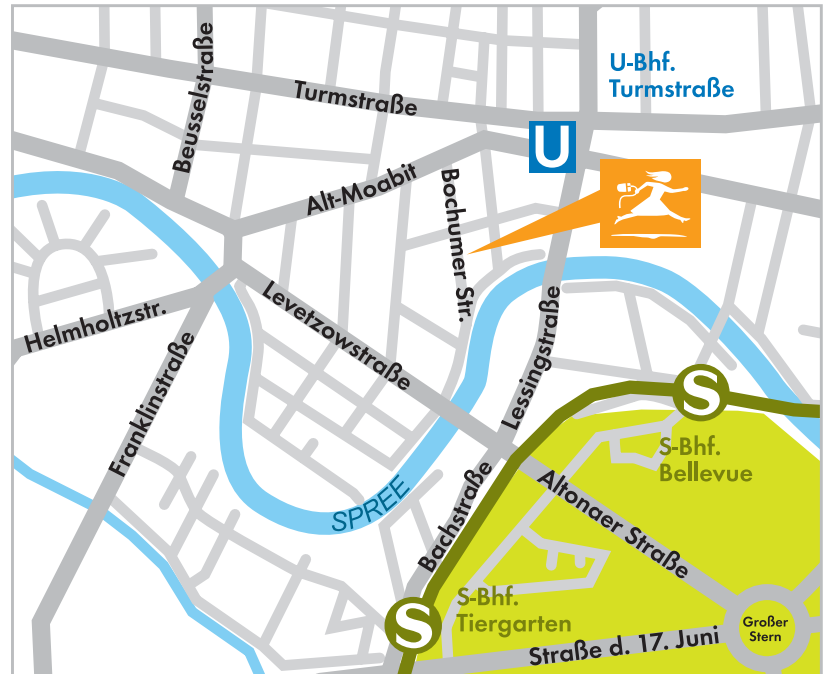 U-Bhf.
Turmstraße
Beusselstraße
Turmstraße
U
Alt-Moabit
Bochumer Str.
Helmholtzstr.
Levetzowstraße
Lessingstraße
Franklinstraße
S
S-Bhf.
Bellevue
SPREE
Bachstraße
Altonaer Straße
S-Bhf.
Tiergarten
S
Großer
Stern
Straße d. 17. Juni